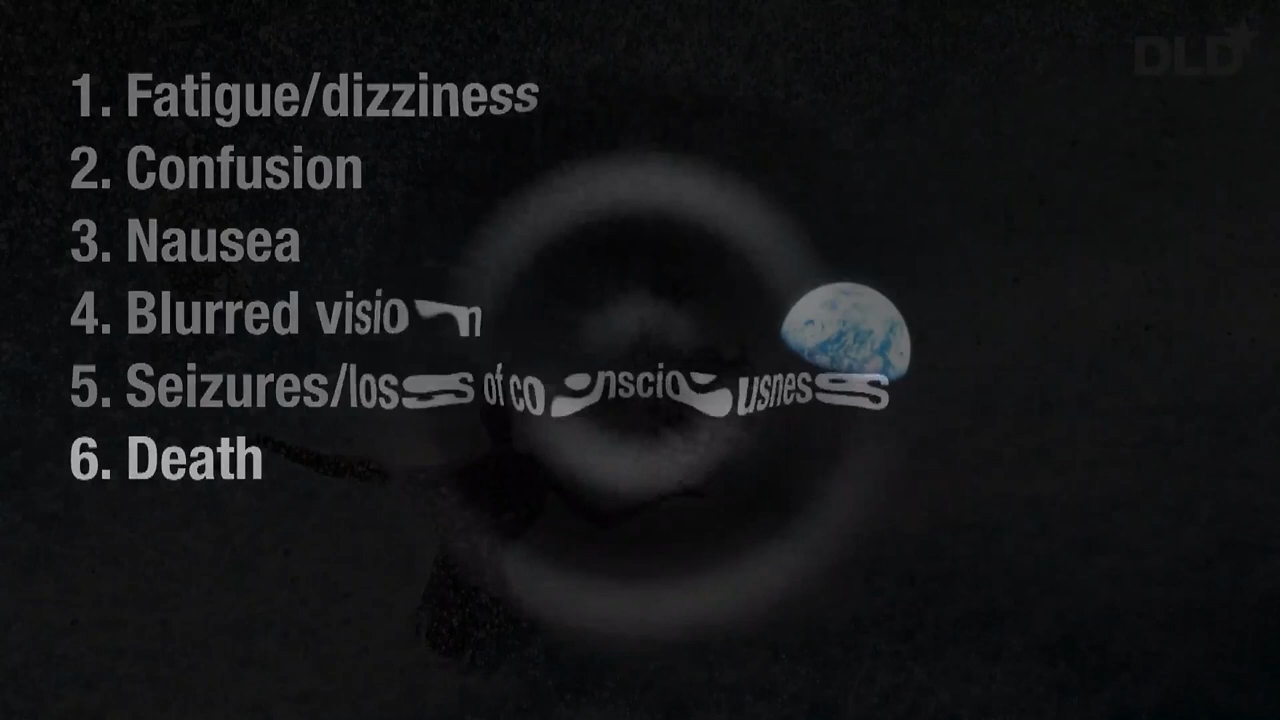 DLD
1. Fatigue/dizziness
2. Confusion
3. Nausea
4. Blurred vision
5. Seizures/loss of consciousness
6. Death